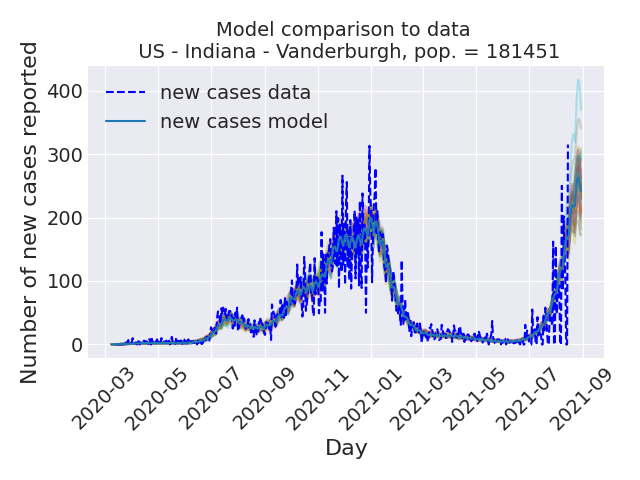 Model comparison to data
US - Indiana - Vanderburgh, pop. = 181451
Number of new cases reported
400
300
200
100
0
new cases data
new cases model
2020-03
2020-05
2020-07
2020-09
2020-11
2021-01
2021-03
2021-05
2021-07
2021-09
Day